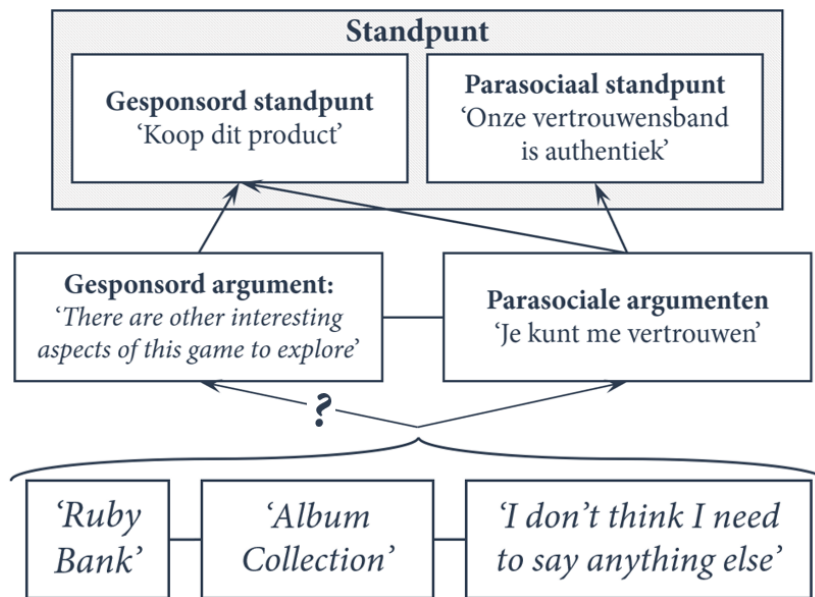 Standpunt
Gesponsord standpunt
‘Koop dit product’
Parasociaal standpunt
‘Onze vertrouwensband
is authentiek’
Gesponsord argument:
‘There are other interesting
aspects of this game to explore’
Parasociale argumenten
‘Je kunt me vertrouwen’
?
‘Ruby
Bank’
‘Album
Collection’
‘I don’t think I need
to say anything else’